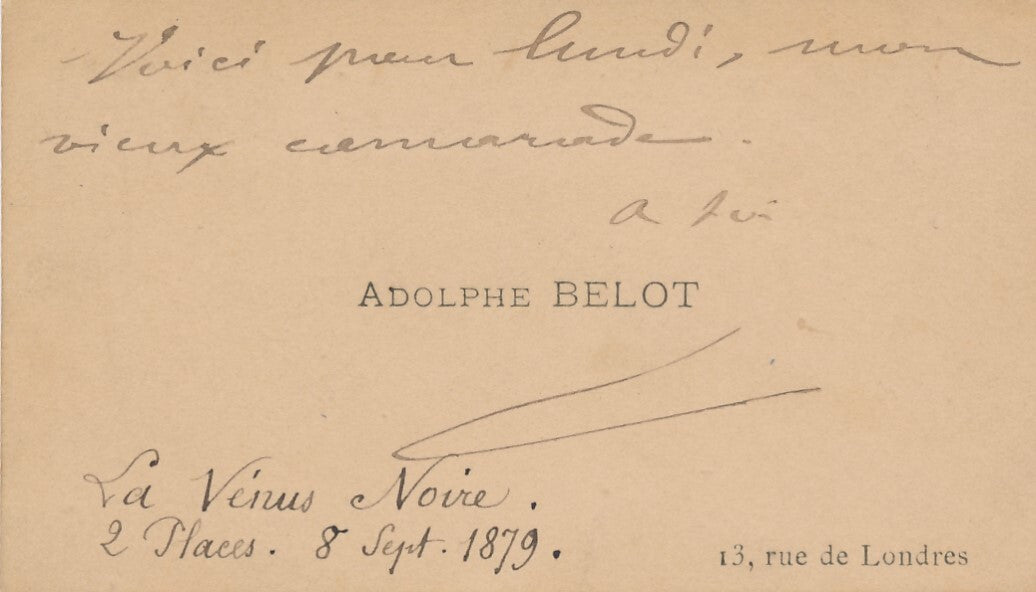 Voici pour lundi, mon
vieux camarade.
a toi
ADOLPHE BELOT
La Vénus Noire.
2 Places. 8 Sept. 1879.
13, rue de Londres